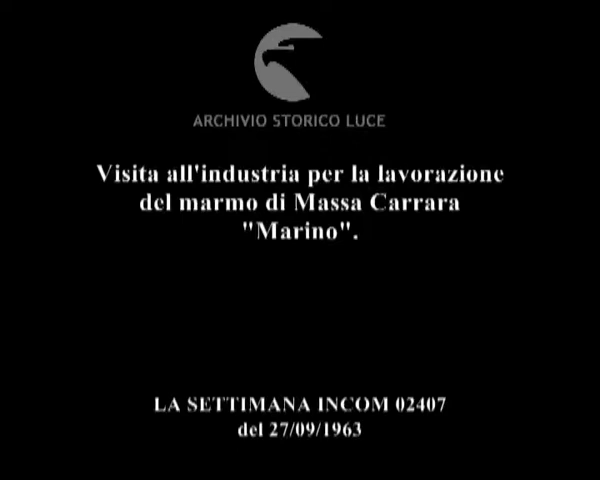 ARCHIVIO STORICO LUCE
Visita all'industria per la lavorazione
del marmo di Massa Carrara
"Marino".
LA SETTIMANA INCOM 02407
del 27/09/1963